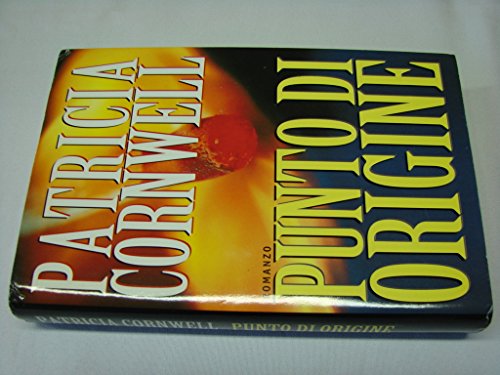 PATRICIA
CORNWELL
ROMANZO
PUNTO DI
ORIGINE
PATRICIA CORNWELL PUNTO DI ORIGINE